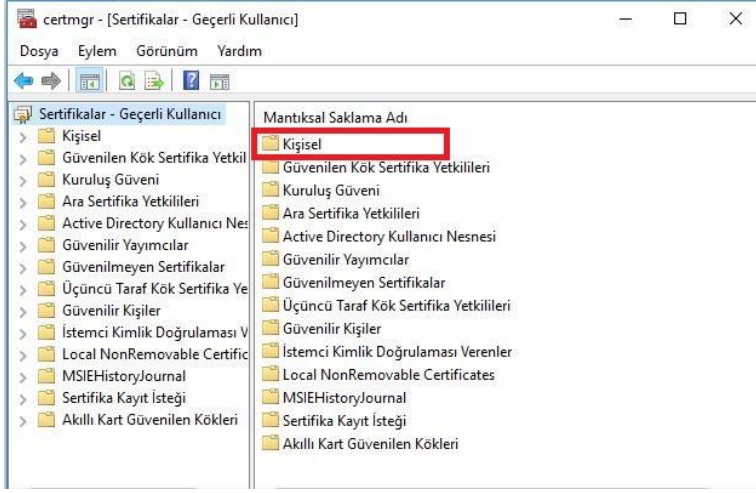 certmgr - [Sertifikalar - Geçerli Kullanıcı]
Dosya Eylem Görünüm Yardım
Sertifikalar - Geçerli Kullanıcı
Kişisel
Güvenilen Kök Sertifika Yetkil
Kuruluş Güveni
Ara Sertifika Yetkilileri
Active Directory Kullanıcı Nes
Güvenilir Yayımcılar
Güvenilmeyen Sertifikalar
Üçüncü Taraf Kök Sertifika Ye
Güvenilir Kişiler
İstemci Kimlik Doğrulaması V
Local NonRemovable Certific
MSIEHistoryJournal
Sertifika Kayıt İsteği
Akıllı Kart Güvenilen Kökleri
Mantıksal Saklama Adı
Kişisel
Güvenilen Kök Sertifika Yetkilileri
Kuruluş Güveni
Ara Sertifika Yetkilileri
Active Directory Kullanıcı Nesnesi
Güvenilir Yayımcılar
Güvenilmeyen Sertifikalar
Üçüncü Taraf Kök Sertifika Yetkilileri
Güvenilir Kişiler
İstemci Kimlik Doğrulaması Verenler
Local NonRemovable Certificates
MSIEHistoryJournal
Sertifika Kayıt İsteği
Akıllı Kart Güvenilen Kökleri